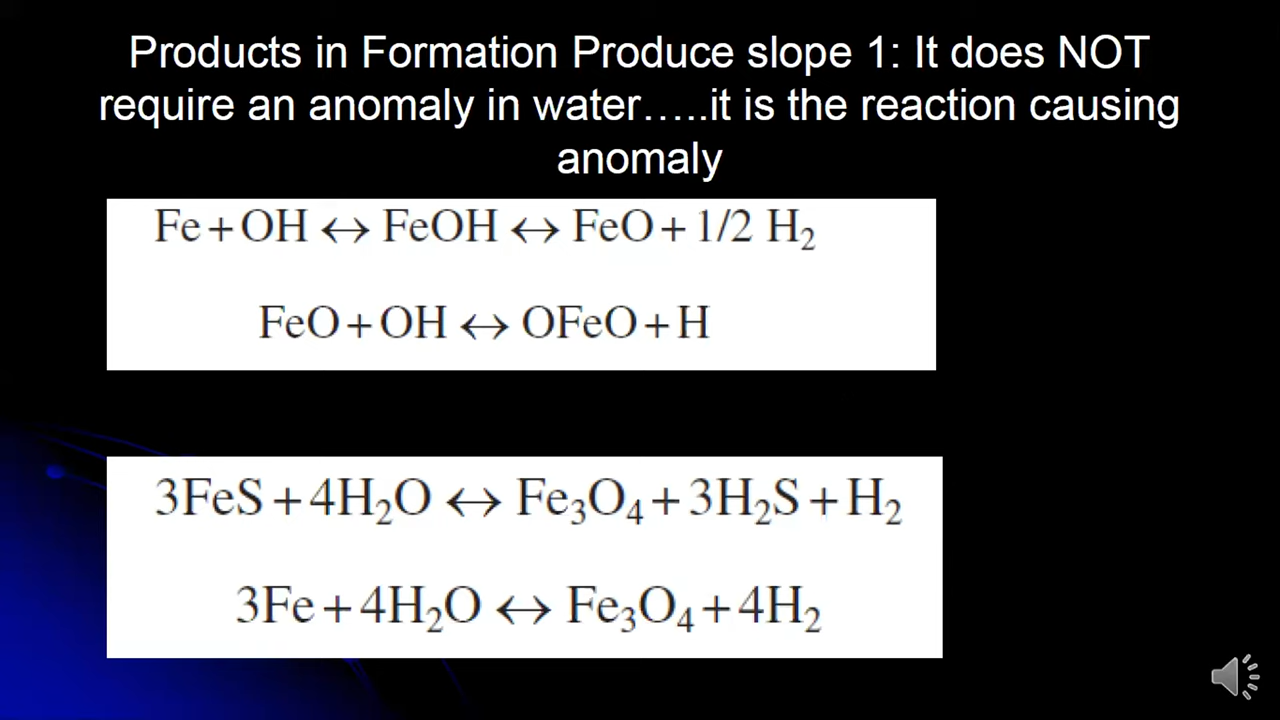 Products in Formation Produce slope 1: It does NOT
require an anomaly in water…..it is the reaction causing
anomaly
Fe + OH ↔ FeOH ↔ FeO + 1/2 H₂
FeO + OH ↔ OFeO + H
3FeS + 4H₂O ↔ Fe₃O₄ + 3H₂S + H₂
3Fe + 4H₂O ↔ Fe₃O₄ + 4H₂